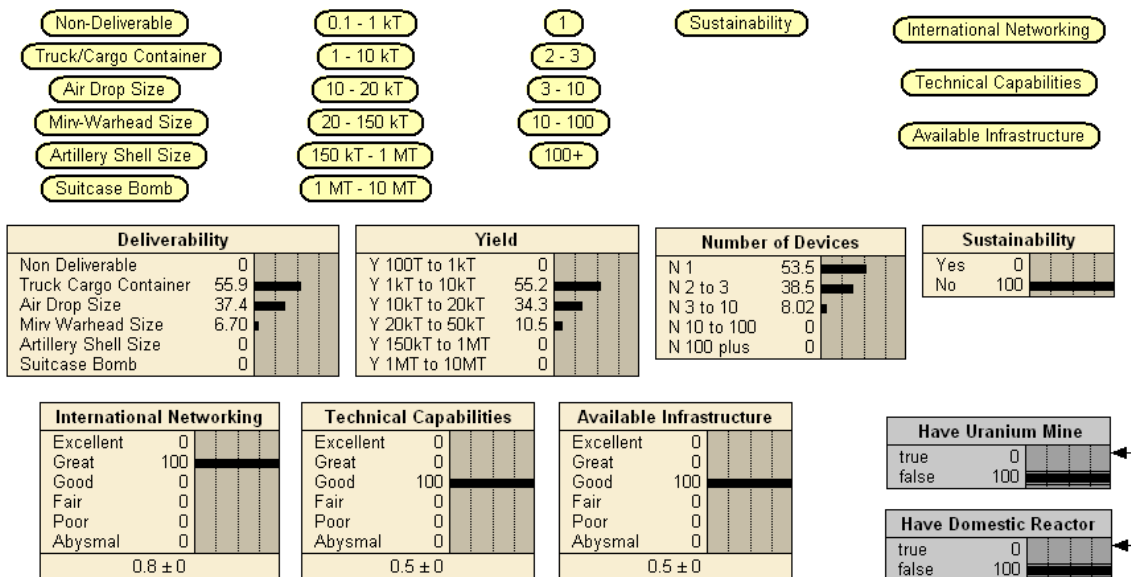 Non-Deliverable
0.1 - 1 kT
1
Sustainability
International Networking
Truck/Cargo Container
1 - 10 kT
2 - 3
Technical Capabilities
Air Drop Size
10 - 20 kT
3 - 10
Mirv-Warhead Size
20 - 150 kT
10 - 100
Available Infrastructure
Artillery Shell Size
150 kT - 1 MT
100+
Suitcase Bomb
1 MT - 10 MT
Deliverability
Non Deliverable 0
Truck Cargo Container 55.9
Air Drop Size 37.4
Mirv Warhead Size 6.70
Artillery Shell Size 0
Suitcase Bomb 0
Yield
Y 100T to 1kT 0
Y 1kT to 10kT 55.2
Y 10kT to 20kT 34.3
Y 20kT to 50kT 10.5
Y 150kT to 1MT 0
Y 1MT to 10MT 0
Number of Devices
N 1 53.5
N 2 to 3 38.5
N 3 to 10 8.02
N 10 to 100 0
N 100 plus 0
Sustainability
Yes 0
No 100
International Networking
Excellent 0
Great 100
Good 0
Fair 0
Poor 0
Abysmal 0
0.8 ± 0
Technical Capabilities
Excellent 0
Great 0
Good 100
Fair 0
Poor 0
Abysmal 0
0.5 ± 0
Available Infrastructure
Excellent 0
Great 0
Good 100
Fair 0
Poor 0
Abysmal 0
0.5 ± 0
Have Uranium Mine
true 0
false 100
Have Domestic Reactor
true 0
false 100